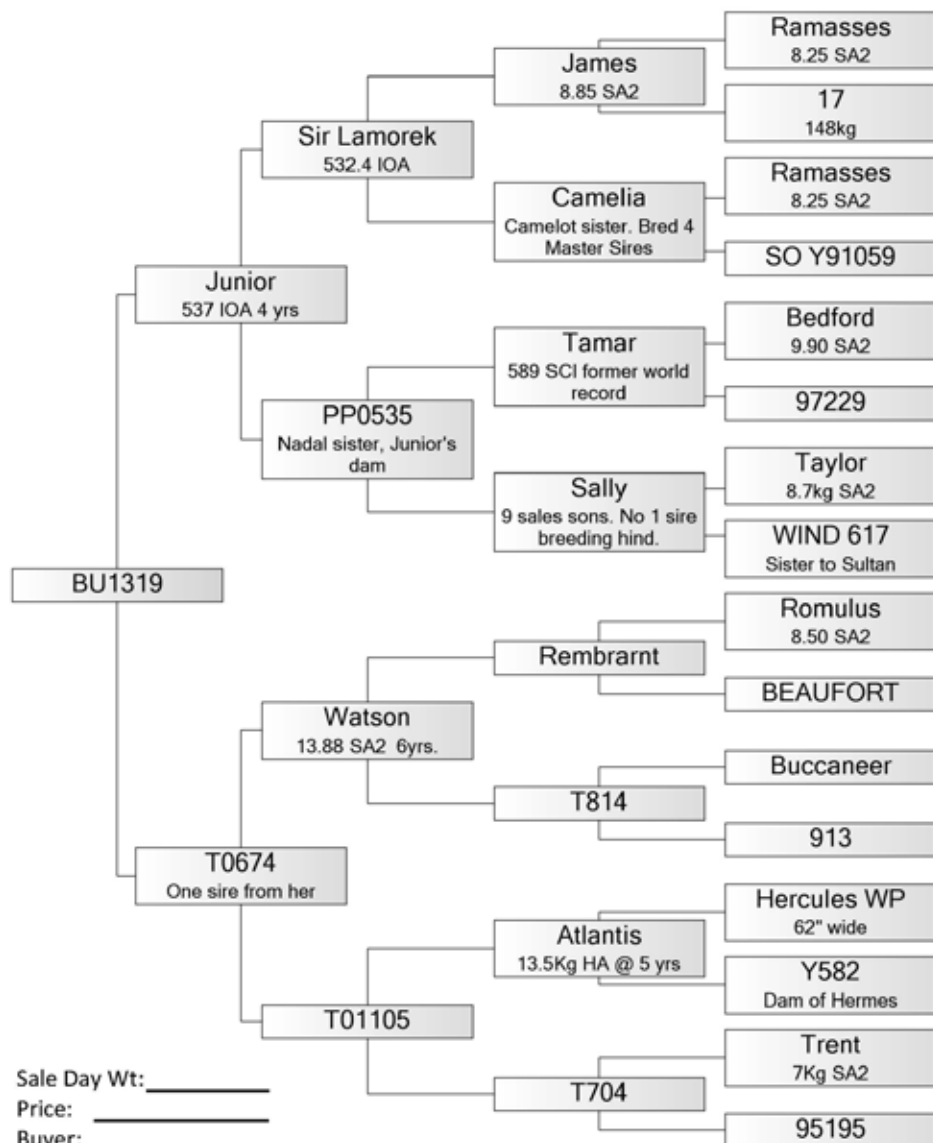 Ramasses
8.25 SA2
James
8.85 SA2
17
148kg
Sir Lamorek
532.4 IOA
Ramasses
8.25 SA2
Camelia
Camelot sister. Bred 4
Master Sires
SO Y91059
Junior
537 IOA 4 yrs
Bedford
9.90 SA2
Tamar
589 SCI former world
record
97229
PP0535
Nadal sister, Junior's
dam
Taylor
8.7kg SA2
Sally
9 sales sons. No 1 sire
breeding hind.
WIND 617
Sister to Sultan
BU1319
Romulus
8.50 SA2
Rembrarnt
BEAUFORT
Watson
13.88 SA2 6yrs.
Buccaneer
T814
913
T0674
One sire from her
Hercules WP
62" wide
Atlantis
13.5Kg HA @ 5 yrs
Y582
Dam of Hermes
T01105
Trent
7Kg SA2
T704
95195
Sale Day Wt:
Price:
Buyer: